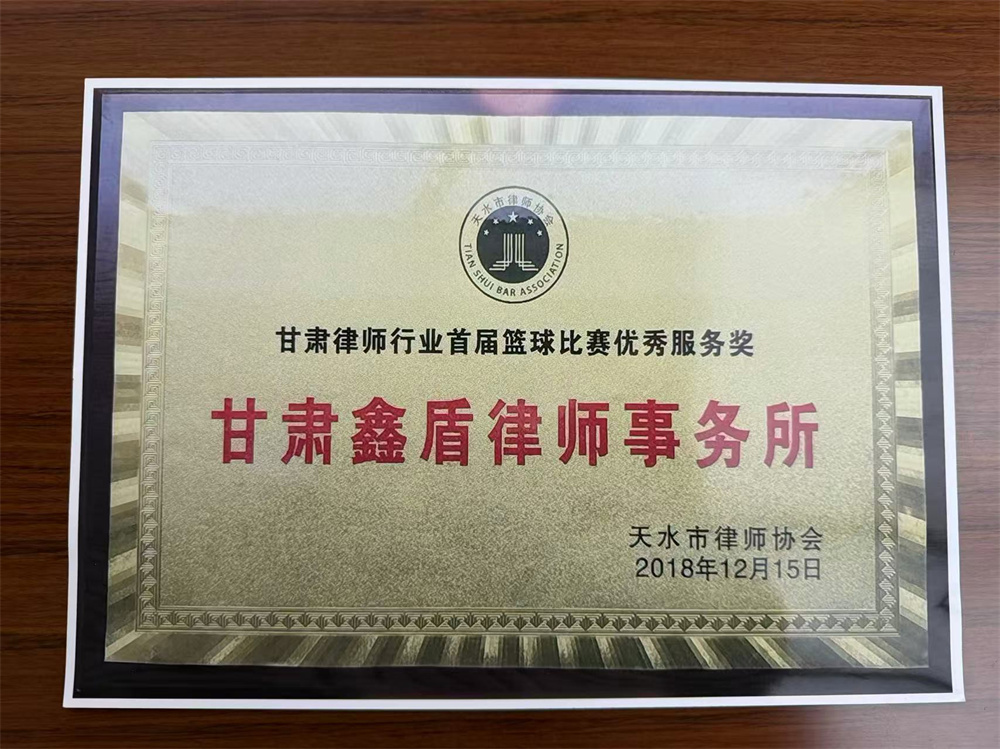 天水市律师协会
TIAN SHUI BAR ASSOCIATION
甘肃律师行业首届篮球比赛优秀服务奖
甘肃鑫盾律师事务所
天水市律师协会
2018年12月15日